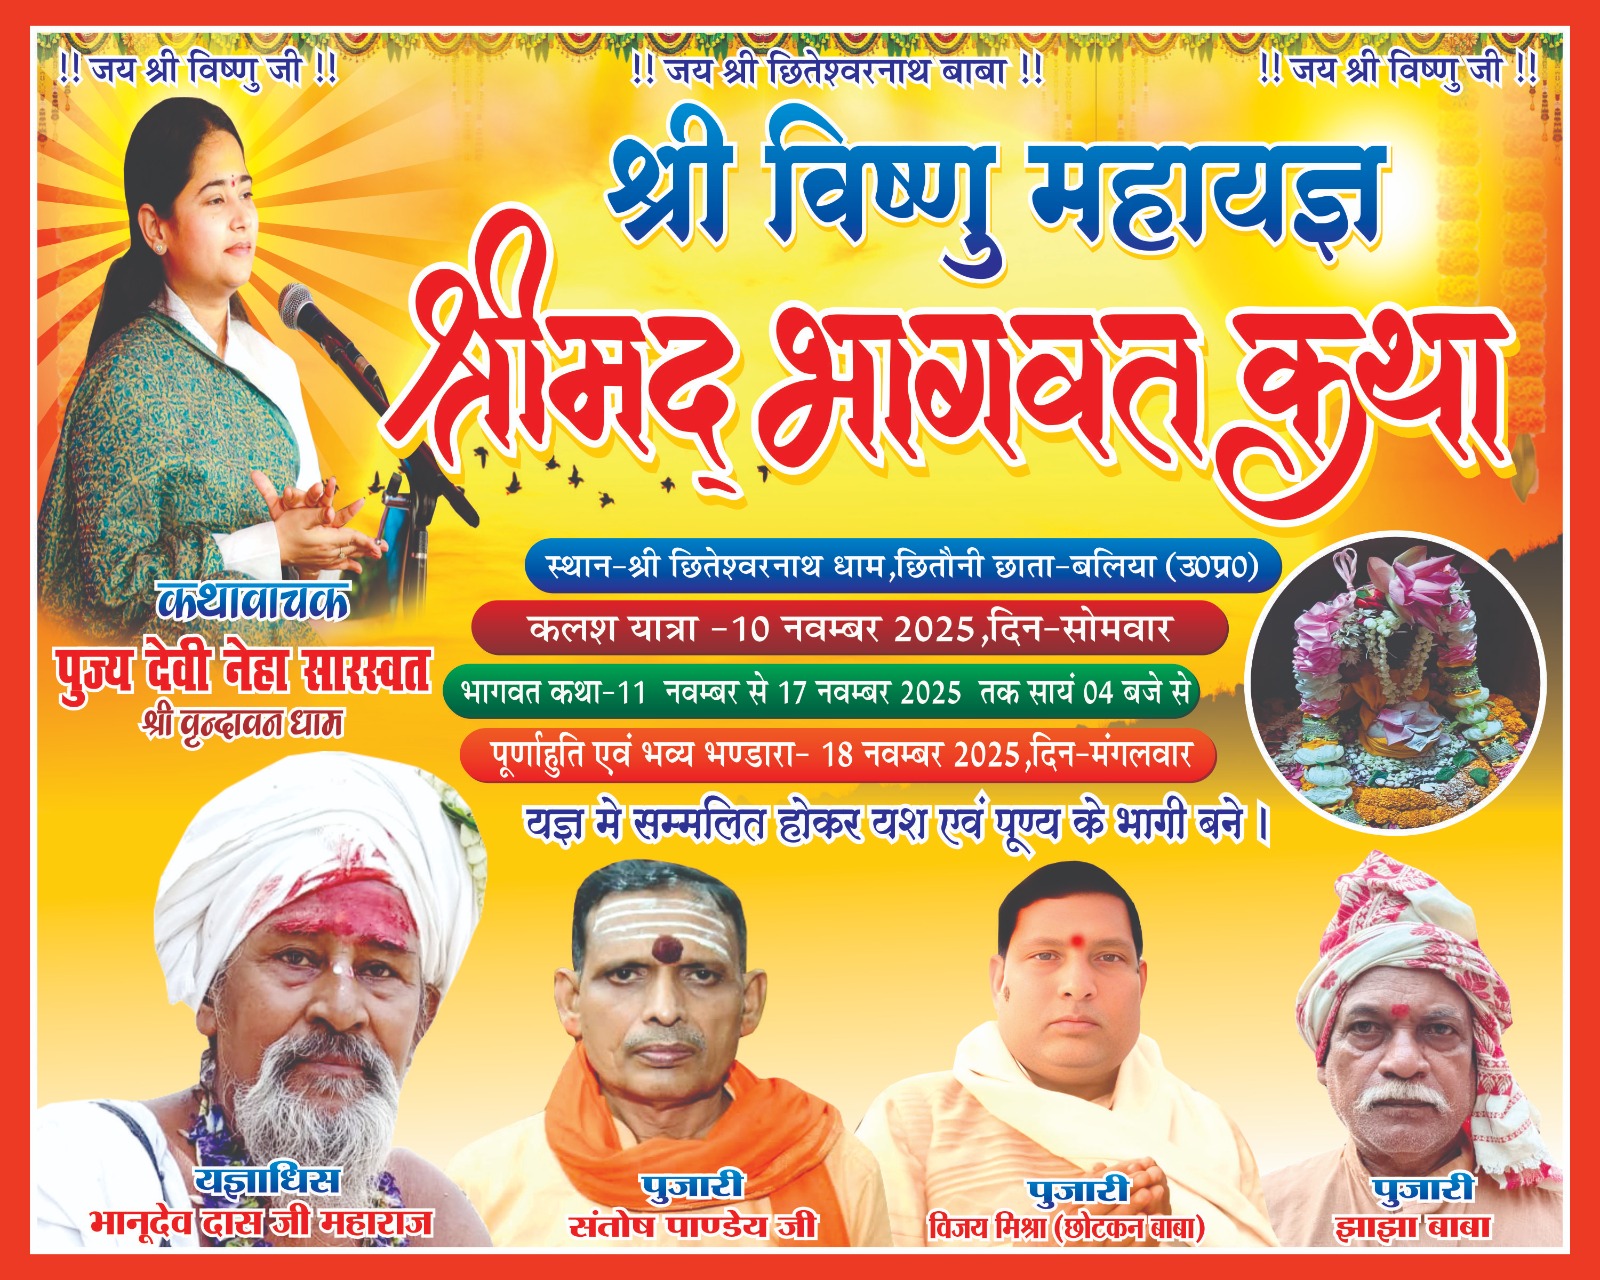 !! जय श्री विष्णु जी !!
!! जय श्री छितेश्वरनाथ बाबा !!
!! जय श्री विष्णु जी !!
श्री विष्णु महायज्ञ
श्रीमद् भागवत कथा
स्थान-श्री छितेश्वरनाथ धाम,छितौनी छाता-बलिया (उ0प्र0)
कलश यात्रा -10 नवम्बर 2025,दिन-सोमवार
भागवत कथा-11 नवम्बर से 17 नवम्बर 2025 तक सायं 04 बजे से
पूर्णाहुति एवं भव्य भण्डारा- 18 नवम्बर 2025,दिन-मंगलवार
यज्ञ मे सम्मलित होकर यश एवं पूण्य के भागी बने।
कथावाचक
पुज्य देवी नेहा सारस्वत
श्री वृन्दावन धाम
यज्ञाधिस
भानूदेव दास जी महाराज
पुजारी
संतोष पाण्डेय जी
पुजारी
विजय मिश्रा (छोटकन बाबा)
पुजारी
झाझा बाबा